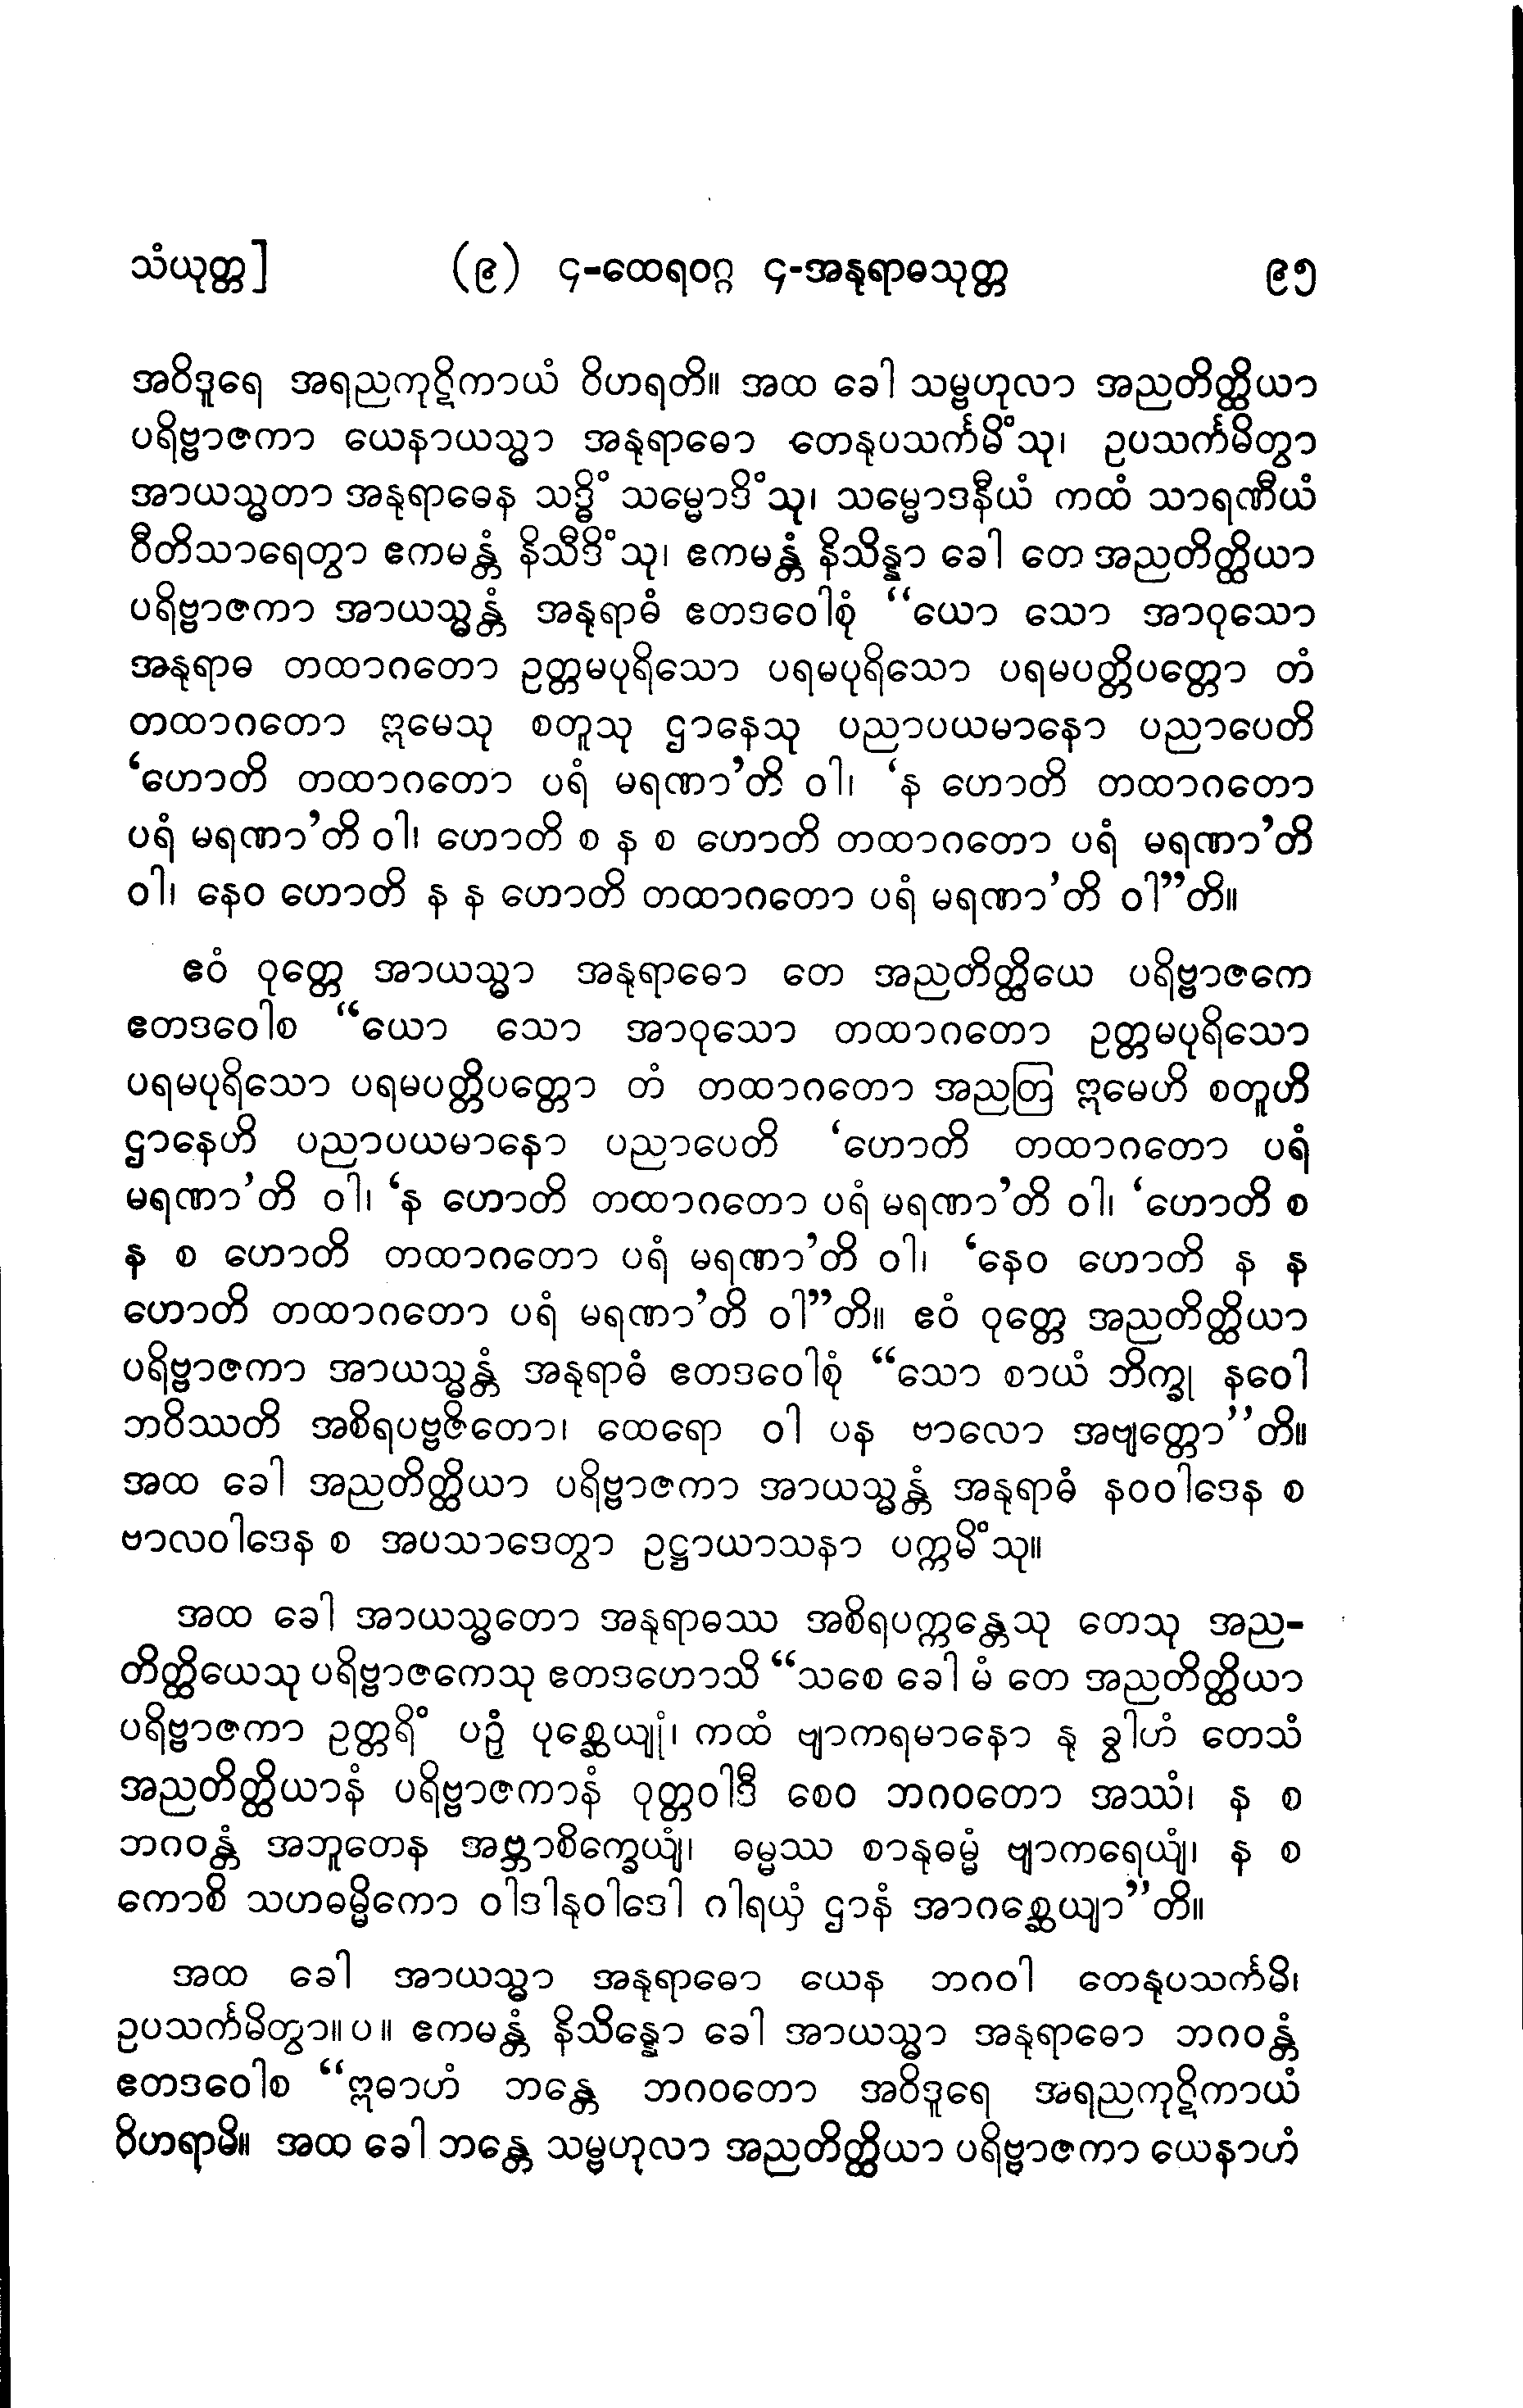 သံယုတ္တ] (၉) ၄-ထေရဝဂ္ဂ ၄-အနုရာဓသုတ္တ ၉၅
အဝိဒူရေ အရညကုဋိကာယံ ဝိဟရတိ။ အထ ခေါ သမ္ဗဟုလာ အညတိတ္ထိယာ
ပရိဗ္ဗာဇကာ ယေနာယသ္မာ အနုရာဓော တေနုပသင်္ကမိံသု၊ ဥပသင်္ကမိတွာ
အာယသ္မတာ အနုရာဓေန သဒ္ဓိံ သမ္မောဒိံသု၊ သမ္မောဒနီယံ ကထံ သာရဏီယံ
ဝီတိသာရေတွာ ဧကမန္တံ နိသီဒိံသု၊ ဧကမန္တံ နိသိန္နာ ခေါ တေ အညတိတ္ထိယာ
ပရိဗ္ဗာဇကာ အာယသ္မန္တံ အနုရာဓံ ဧတဒဝေါစုံ “ယော သော အာဝုသော
အနုရာဓ တထာဂတော ဥတ္တမပုရိသော ပရမပုရိသော ပရမပတ္တိပတ္တော တံ
တထာဂတော ဣမေသု စတူသု ဌာနေသု ပညာပယမာနော ပညာပေတိ
‘ဟောတိ တထာဂတော ပရံ မရဏာ’တိ ဝါ၊ ‘န ဟောတိ တထာဂတော
ပရံ မရဏာ’တိ ဝါ၊ ဟောတိ စ န စ ဟောတိ တထာဂတော ပရံ မရဏာ’တိ
ဝါ၊ နေဝ ဟောတိ န န ဟောတိ တထာဂတော ပရံ မရဏာ’တိ ဝါ”တိ။
ဧဝံ ဝုတ္တေ အာယသ္မာ အနုရာဓော တေ အညတိတ္ထိယေ ပရိဗ္ဗာဇကေ
ဧတဒဝေါစ “ယော သော အာဝုသော တထာဂတော ဥတ္တမပုရိသော
ပရမပုရိသော ပရမပတ္တိပတ္တော တံ တထာဂတော အညတြ ဣမေဟိ စတူဟိ
ဌာနေဟိ ပညာပယမာနော ပညာပေတိ ‘ဟောတိ တထာဂတော ပရံ
မရဏာ’တိ ဝါ၊ ‘န ဟောတိ တထာဂတော ပရံ မရဏာ’တိ ဝါ၊ ‘ဟောတိ စ
န စ ဟောတိ တထာဂတော ပရံ မရဏာ’တိ ဝါ၊ ‘နေဝ ဟောတိ န န
ဟောတိ တထာဂတော ပရံ မရဏာ’တိ ဝါ”တိ။ ဧဝံ ဝုတ္တေ အညတိတ္ထိယာ
ပရိဗ္ဗာဇကာ အာယသ္မန္တံ အနုရာဓံ ဧတဒဝေါစုံ “သော စာယံ ဘိက္ခု နဝေါ
ဘဝိဿတိ အစိရပဗ္ဗဇိတော၊ ထေရော ဝါ ပန ဗာလော အဗျတ္တော”တိ။
အထ ခေါ အညတိတ္ထိယာ ပရိဗ္ဗာဇကာ အာယသ္မန္တံ အနုရာဓံ နဝဝါဒေန စ
ဗာလဝါဒေန စ အပသာဒေတွာ ဥဋ္ဌာယာသနာ ပက္ကမိံသု။
အထ ခေါ အာယသ္မတော အနုရာဓဿ အစိရပက္ကန္တေသု တေသု အည-
တိတ္ထိယေသု ပရိဗ္ဗာဇကေသု ဧတဒဟောသိ “သစေ ခေါ မံ တေ အညတိတ္ထိယာ
ပရိဗ္ဗာဇကာ ဥတ္တရိံ ပဉှံ ပုစ္ဆေယျုံ၊ ကထံ ဗျာကရမာနော နု ခွါဟံ တေသံ
အညတိတ္ထိယာနံ ပရိဗ္ဗာဇကာနံ ဝုတ္တဝါဒီ စေဝ ဘဂဝတော အဿံ၊ န စ
ဘဂဝန္တံ အဘူတေန အဗ္ဘာစိက္ခေယျံ၊ ဓမ္မဿ စာနုဓမ္မံ ဗျာကရေယျံ၊ န စ
ကောစိ သဟဓမ္မိကော ဝါဒါနုဝါဒေါ ဂါရယှံ ဌာနံ အာဂစ္ဆေယျာ”တိ။
အထ ခေါ အာယသ္မာ အနုရာဓော ယေန ဘဂဝါ တေနုပသင်္ကမိ၊
ဥပသင်္ကမိတွာ။ပ။ ဧကမန္တံ နိသိန္နော ခေါ အာယသ္မာ အနုရာဓော ဘဂဝန္တံ
ဧတဒဝေါစ “ဣဓာဟံ ဘန္တေ ဘဂဝတော အဝိဒူရေ အရညကုဋိကာယံ
ဝိဟရာမိ။ အထ ခေါ ဘန္တေ သမ္ဗဟုလာ အညတိတ္ထိယာ ပရိဗ္ဗာဇကာ ယေနာဟံ